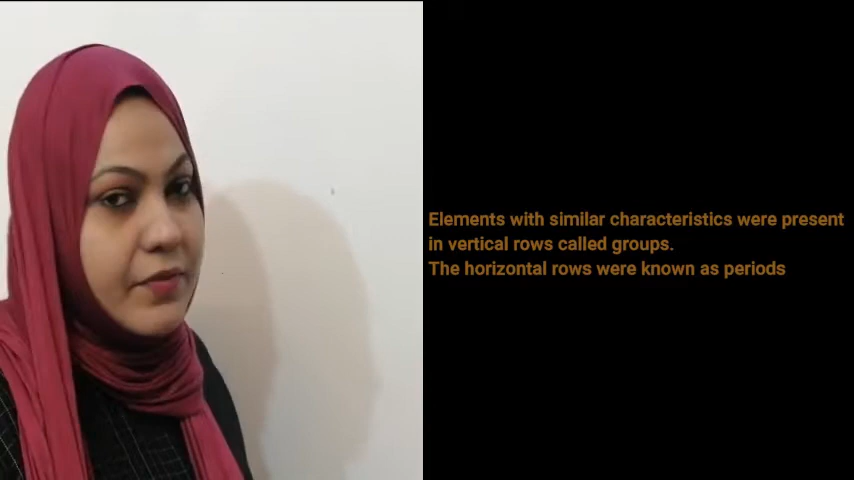 Elements with similar characteristics were present
in vertical rows called groups.
The horizontal rows were known as periods